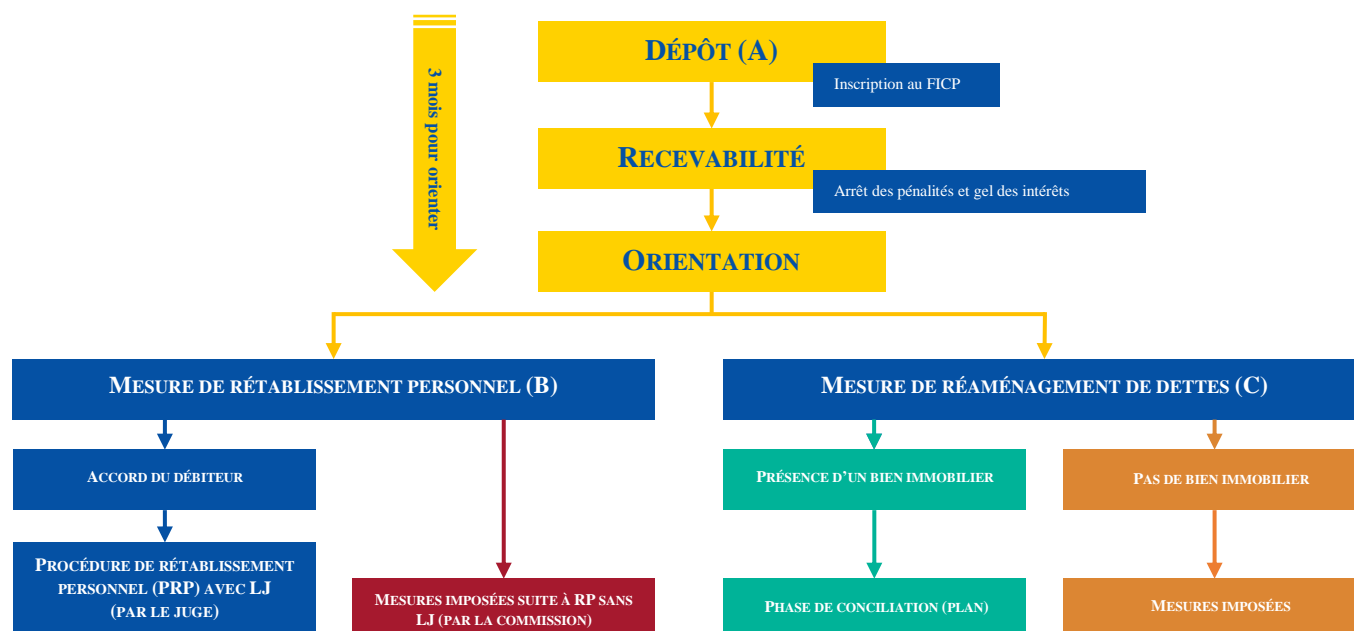 DÉPÔT (A)
Inscription au FICP
3 mois pour orienter
RECEVABILITÉ
Arrêt des pénalités et gel des intérêts
ORIENTATION
MESURE DE RÉTABLISSEMENT PERSONNEL (B)
MESURE DE RÉAMÉNAGEMENT DE DETTES (C)
ACCORD DU DÉBITEUR
PRÉSENCE D'UN BIEN IMMOBILIER
PAS DE BIEN IMMOBILIER
PROCÉDURE DE RÉTABLISSEMENT
PERSONNEL (PRP) AVEC LJ
(PAR LE JUGE)
MESURES IMPOSÉES SUITE À RP SANS
LJ (PAR LA COMMISSION)
PHASE DE CONCILIATION (PLAN)
MESURES IMPOSÉES